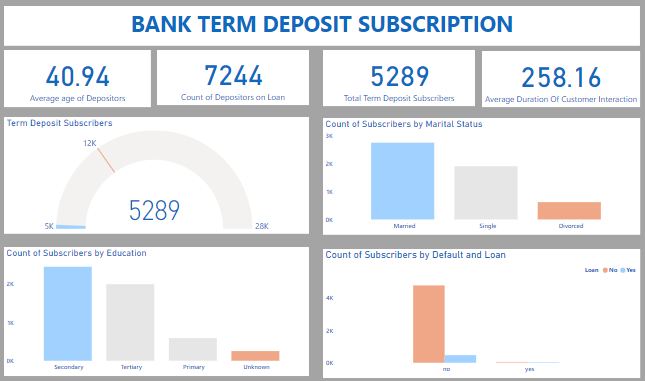 BANK TERM DEPOSIT SUBSCRIPTION
40.94
Average age of Depositors
7244
Count of Depositors on Loan
5289
Total Term Deposit Subscribers
258.16
Average Duration Of Customer Interaction
Term Deposit Subscribers
12K
5289
5K
28K
Count of Subscribers by Marital Status
3K
2K
1K
0K
Married Single Divorced
Count of Subscribers by Education
2K
1K
0K
Secondary Tertiary Primary Unknown
Count of Subscribers by Default and Loan
Loan No Yes
4K
2K
0K
no yes